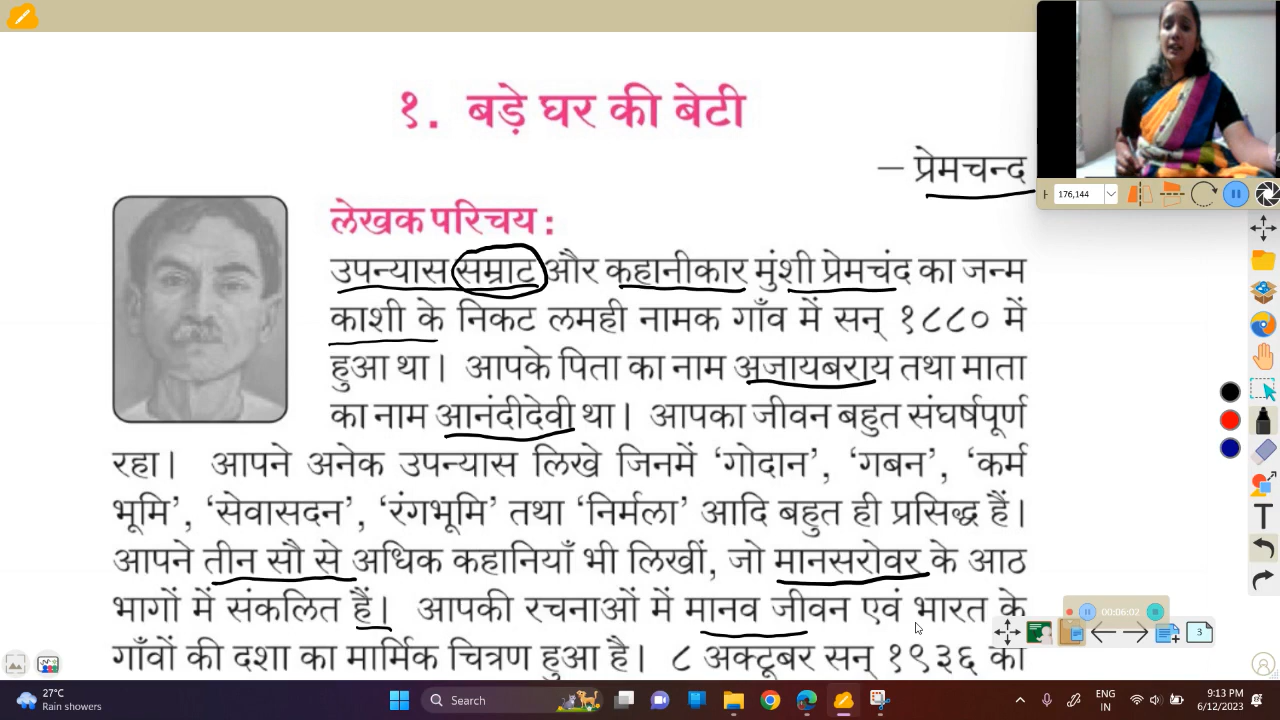 १. बड़े घर की बेटी
– प्रेमचन्द
लेखक परिचय :
उपन्यास सम्राट और कहानीकार मुंशी प्रेमचंद का जन्म
काशी के निकट लमही नामक गाँव में सन् १८८० में
हुआ था। आपके पिता का नाम अजायबराय तथा माता
का नाम आनंदीदेवी था। आपका जीवन बहुत संघर्षपूर्ण
रहा। आपने अनेक उपन्यास लिखे जिनमें ‘गोदान’, ‘गबन’, ‘कर्म
भूमि’, ‘सेवासदन’, ‘रंगभूमि’ तथा ‘निर्मला’ आदि बहुत ही प्रसिद्ध हैं।
आपने तीन सौ से अधिक कहानियाँ भी लिखीं, जो मानसरोवर के आठ
भागों में संकलित हैं। आपकी रचनाओं में मानव जीवन एवं भारत के
गाँवों की दशा का मार्मिक चित्रण हुआ है। ८ अक्टूबर सन् १९३६ को
176,144
T
00:06:02
3
27°C
Rain showers
Search
ENG
IN
9:13 PM
6/12/2023